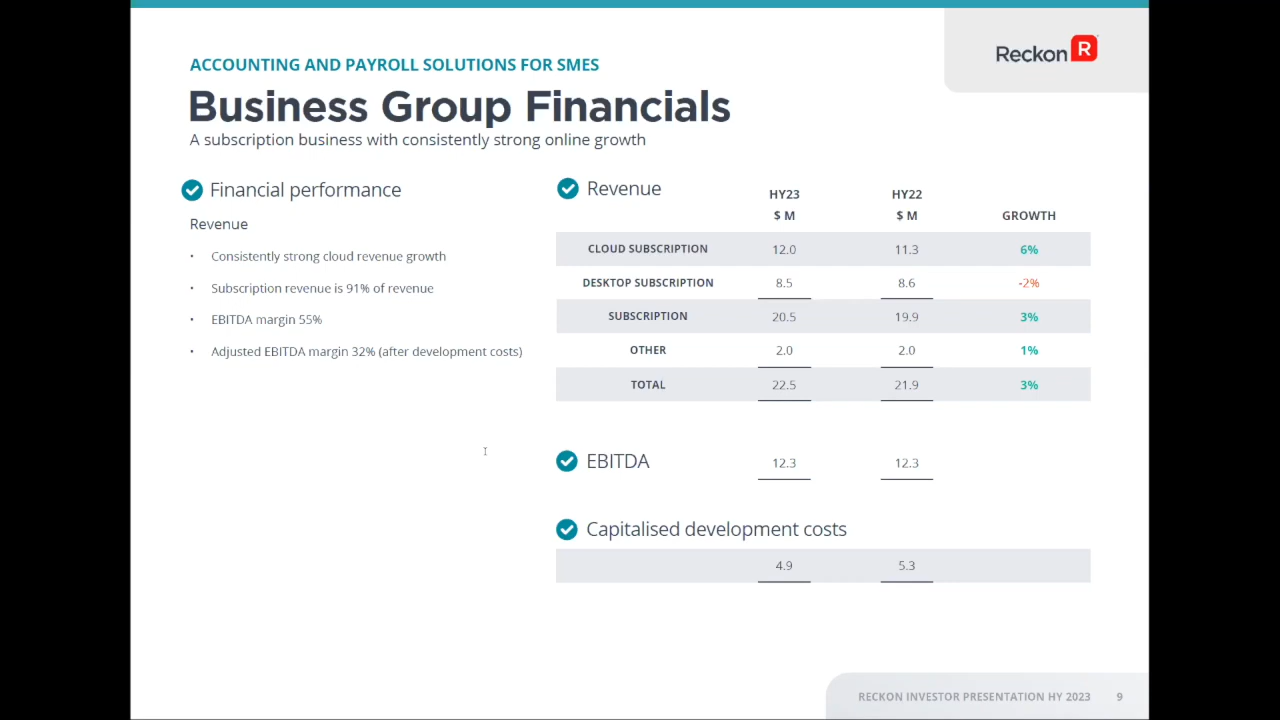 Reckon R
ACCOUNTING AND PAYROLL SOLUTIONS FOR SMES
Business Group Financials
A subscription business with consistently strong online growth
Financial performance
Revenue
• Consistently strong cloud revenue growth
• Subscription revenue is 91% of revenue
• EBITDA margin 55%
• Adjusted EBITDA margin 32% (after development costs)
Revenue HY23 HY22
$ M $ M GROWTH
CLOUD SUBSCRIPTION 12.0 11.3 6%
DESKTOP SUBSCRIPTION 8.5 8.6 -2%
SUBSCRIPTION 20.5 19.9 3%
OTHER 2.0 2.0 1%
TOTAL 22.5 21.9 3%
EBITDA 12.3 12.3
Capitalised development costs
4.9 5.3
RECKON INVESTOR PRESENTATION HY 2023 9